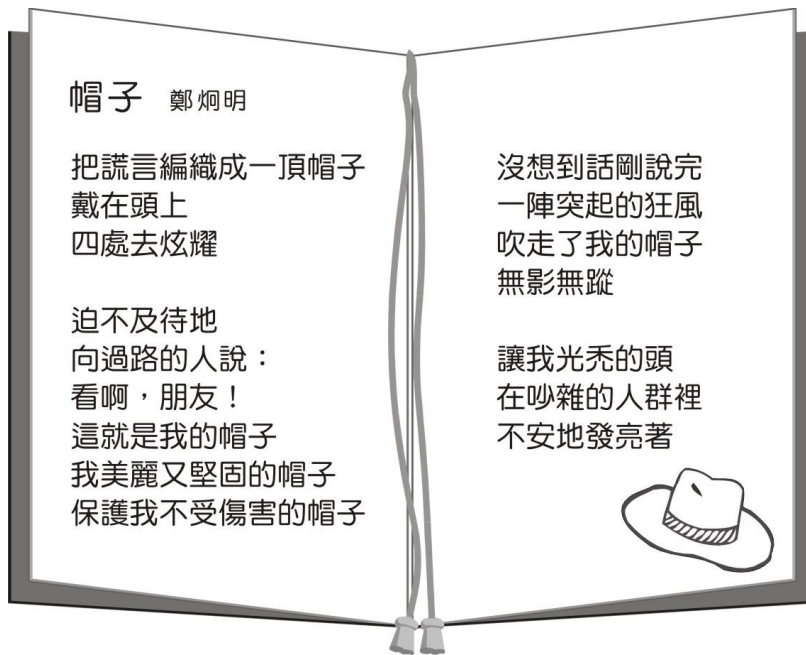 帽子 鄭炯明
把謊言編織成一頂帽子
戴在頭上
四處去炫耀
迫不及待地
向過路的人說：
看啊，朋友！
這就是我的帽子
我美麗又堅固的帽子
保護我不受傷害的帽子
沒想到話剛說完
一陣突起的狂風
吹走了我的帽子
無影無蹤
讓我光禿的頭
在吵雜的人群裡
不安地發亮著